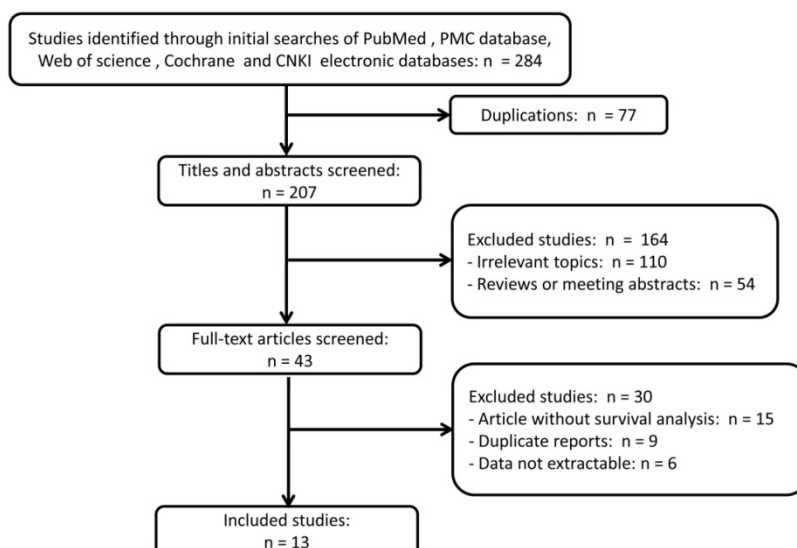 Studies identified through initial searches of PubMed , PMC database,
Web of science , Cochrane and CNKI electronic databases: n = 284
Duplications: n = 77
Titles and abstracts screened:
n = 207
Excluded studies: n = 164
- Irrelevant topics: n = 110
- Reviews or meeting abstracts: n = 54
Full-text articles screened:
n = 43
Excluded studies: n = 30
- Article without survival analysis: n = 15
- Duplicate reports: n = 9
- Data not extractable: n = 6
Included studies:
n = 13